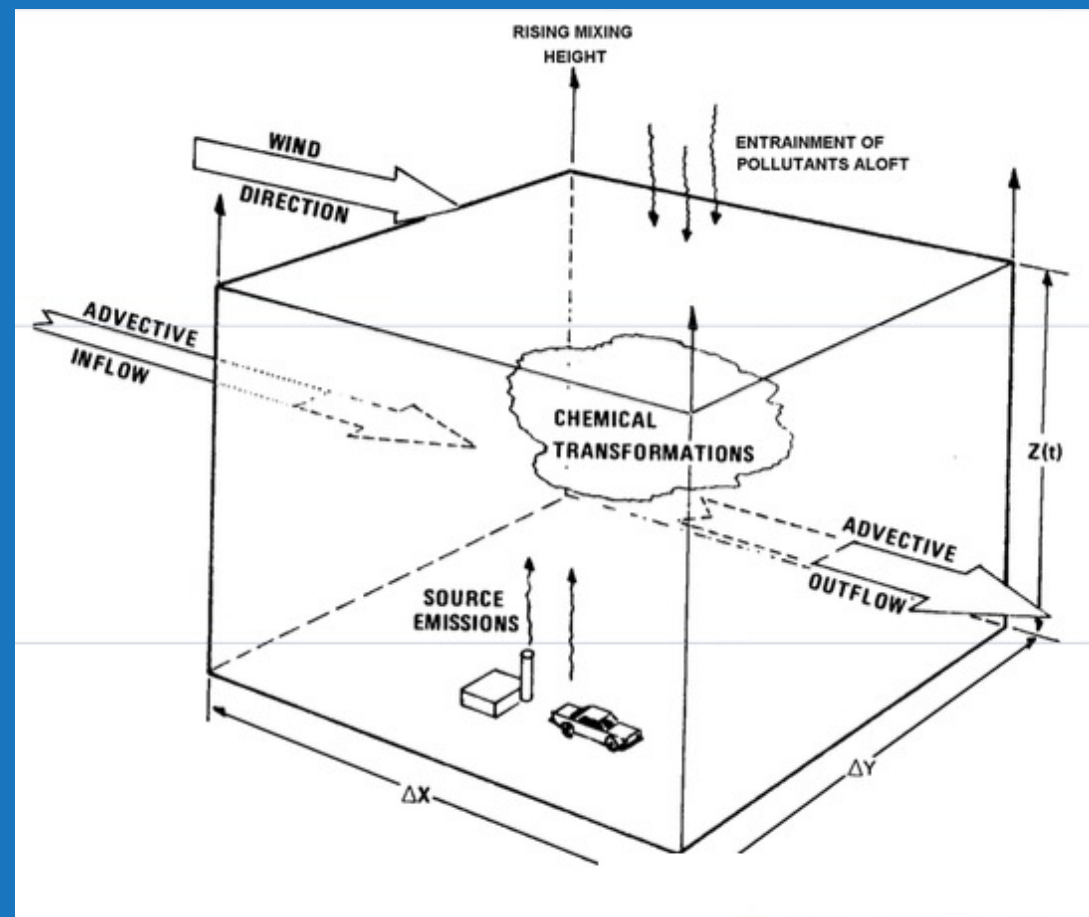 RISING MIXING
HEIGHT
WIND
DIRECTION
ENTRAINMENT OF
POLLUTANTS ALOFT
ADVECTIVE
INFLOW
CHEMICAL
TRANSFORMATIONS
Z(t)
ADVECTIVE
OUTFLOW
SOURCE
EMISSIONS
ΔX
ΔY